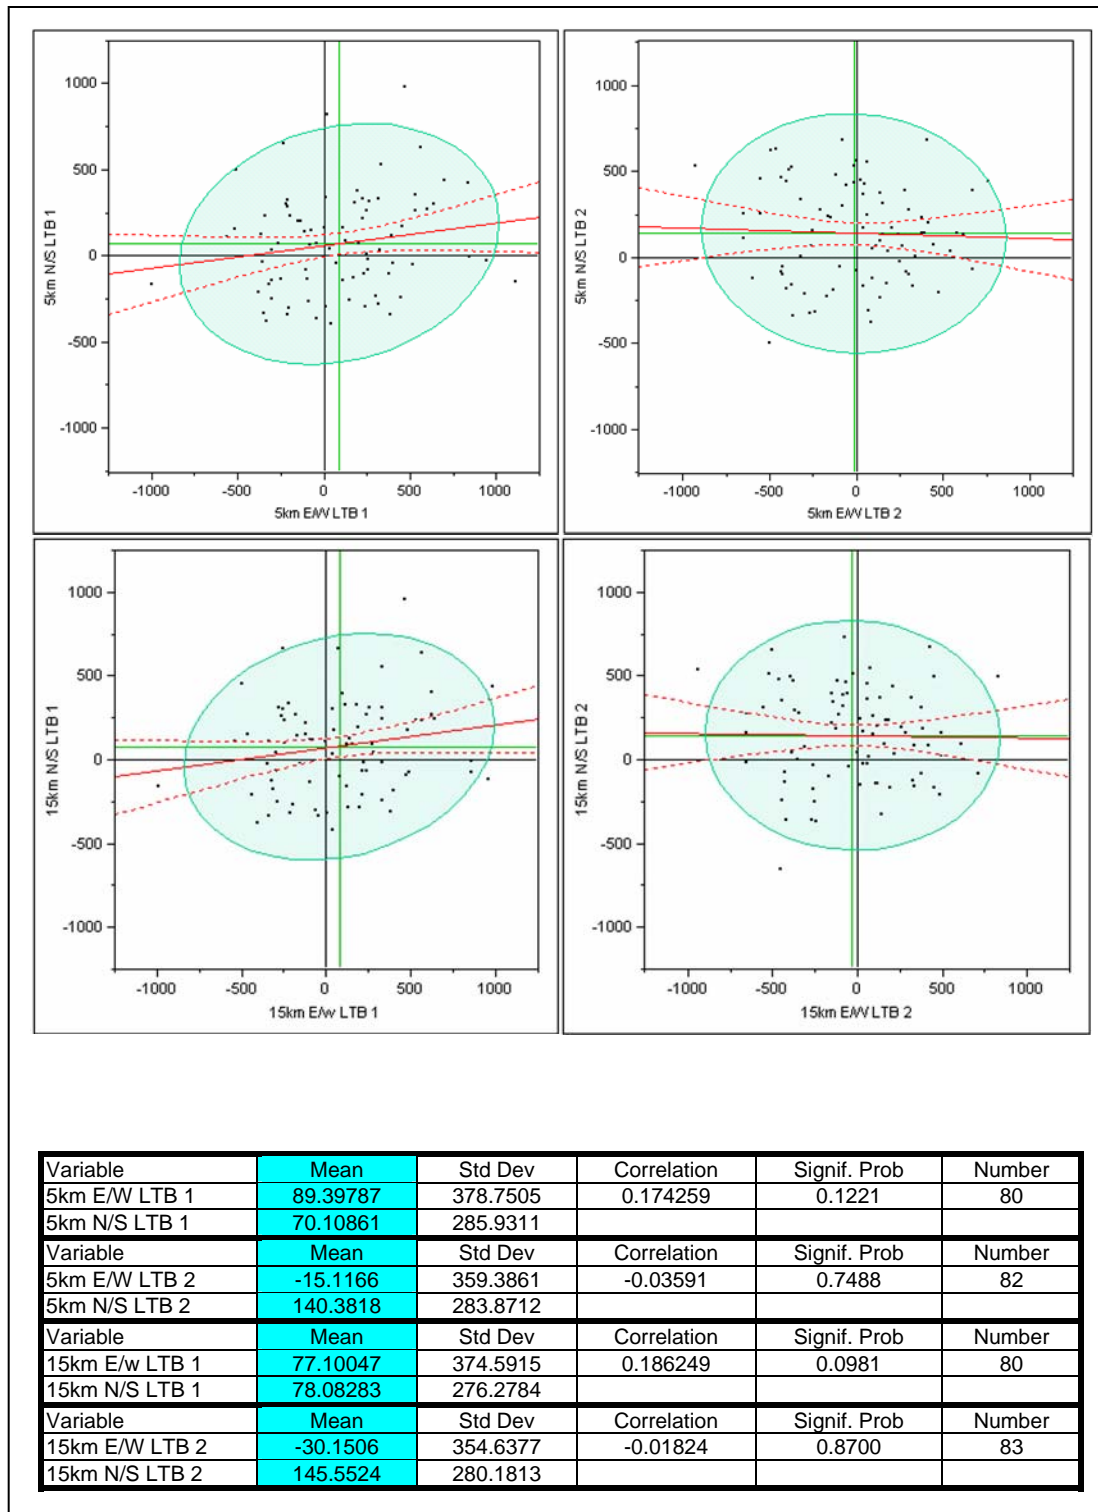 1000
500
0
-500
-1000
5km N/S LTB 1
-1000 -500 0 500 1000
5km E/W LTB 1
1000
500
0
-500
-1000
5km N/S LTB 2
-1000 -500 0 500 1000
5km E/W LTB 2
1000
500
0
-500
-1000
15km N/S LTB 1
-1000 -500 0 500 1000
15km E/w LTB 1
1000
500
0
-500
-1000
15km N/S LTB 2
-1000 -500 0 500 1000
15km E/W LTB 2
Variable Mean Std Dev Correlation Signif. Prob Number
5km E/W LTB 1 89.39787 378.7505 0.174259 0.1221 80
5km N/S LTB 1 70.10861 285.9311
Variable Mean Std Dev Correlation Signif. Prob Number
5km E/W LTB 2 -15.1166 359.3861 -0.03591 0.7488 82
5km N/S LTB 2 140.3818 283.8712
Variable Mean Std Dev Correlation Signif. Prob Number
15km E/w LTB 1 77.10047 374.5915 0.186249 0.0981 80
15km N/S LTB 1 78.08283 276.2784
Variable Mean Std Dev Correlation Signif. Prob Number
15km E/W LTB 2 -30.1506 354.6377 -0.01824 0.8700 83
15km N/S LTB 2 145.5524 280.1813